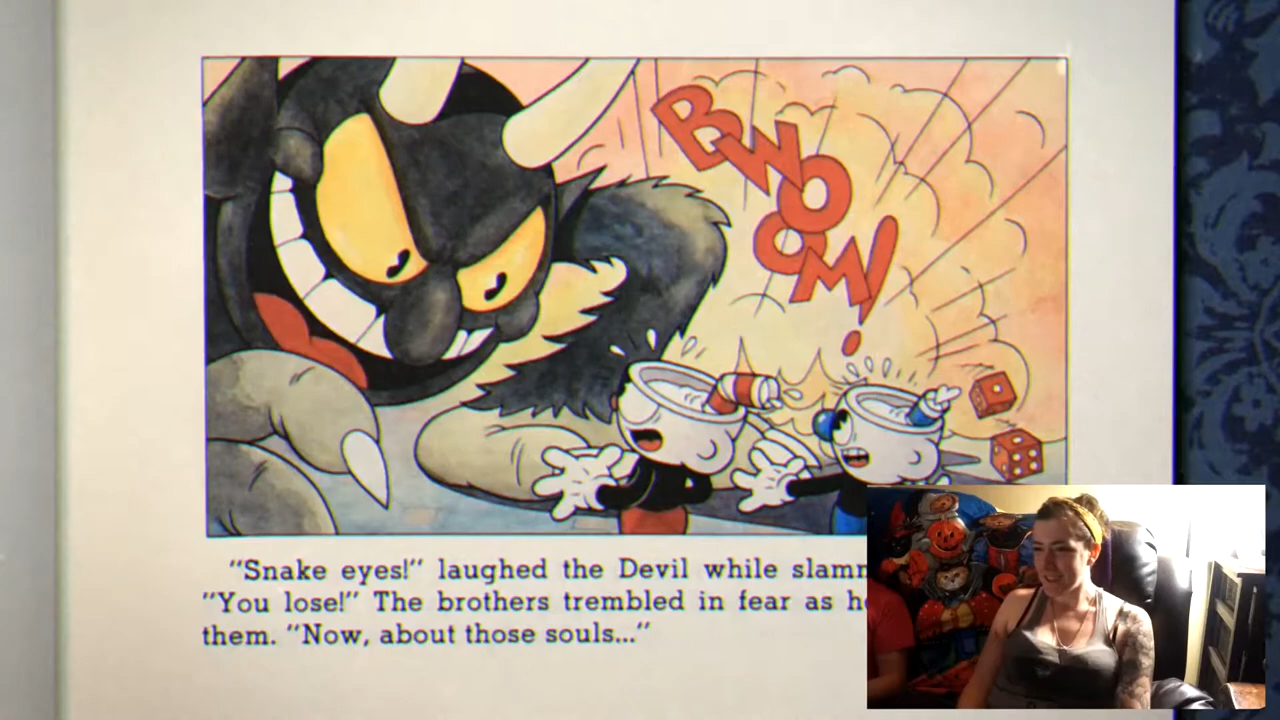 BWOOM!
“Snake eyes!” laughed the Devil while
“You lose!” The brothers trembled in fear as
them. “Now, about those souls...”